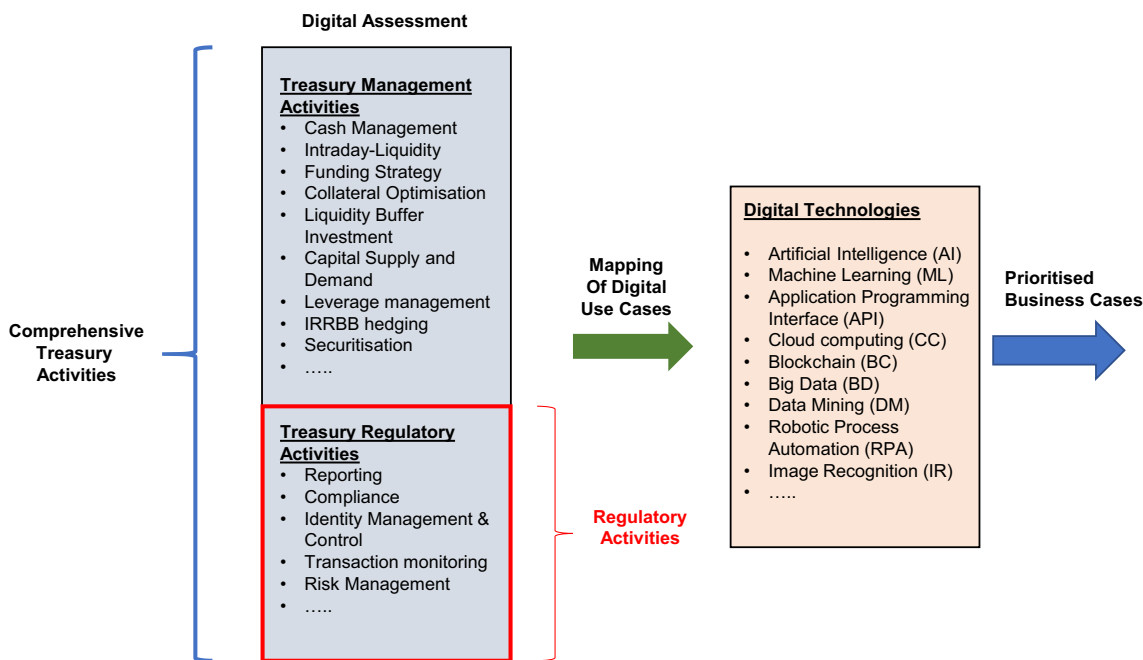 Digital Assessment
Comprehensive
Treasury
Activities
Treasury Management
Activities
• Cash Management
• Intraday-Liquidity
• Funding Strategy
• Collateral Optimisation
• Liquidity Buffer
Investment
• Capital Supply and
Demand
• Leverage management
• IRRBB hedging
• Securitisation
• …..
Treasury Regulatory
Activities
• Reporting
• Compliance
• Identity Management &
Control
• Transaction monitoring
• Risk Management
• …..
Regulatory
Activities
Mapping
Of Digital
Use Cases
Digital Technologies
• Artificial Intelligence (AI)
• Machine Learning (ML)
• Application Programming
Interface (API)
• Cloud computing (CC)
• Blockchain (BC)
• Big Data (BD)
• Data Mining (DM)
• Robotic Process
Automation (RPA)
• Image Recognition (IR)
• …..
Prioritised
Business Cases